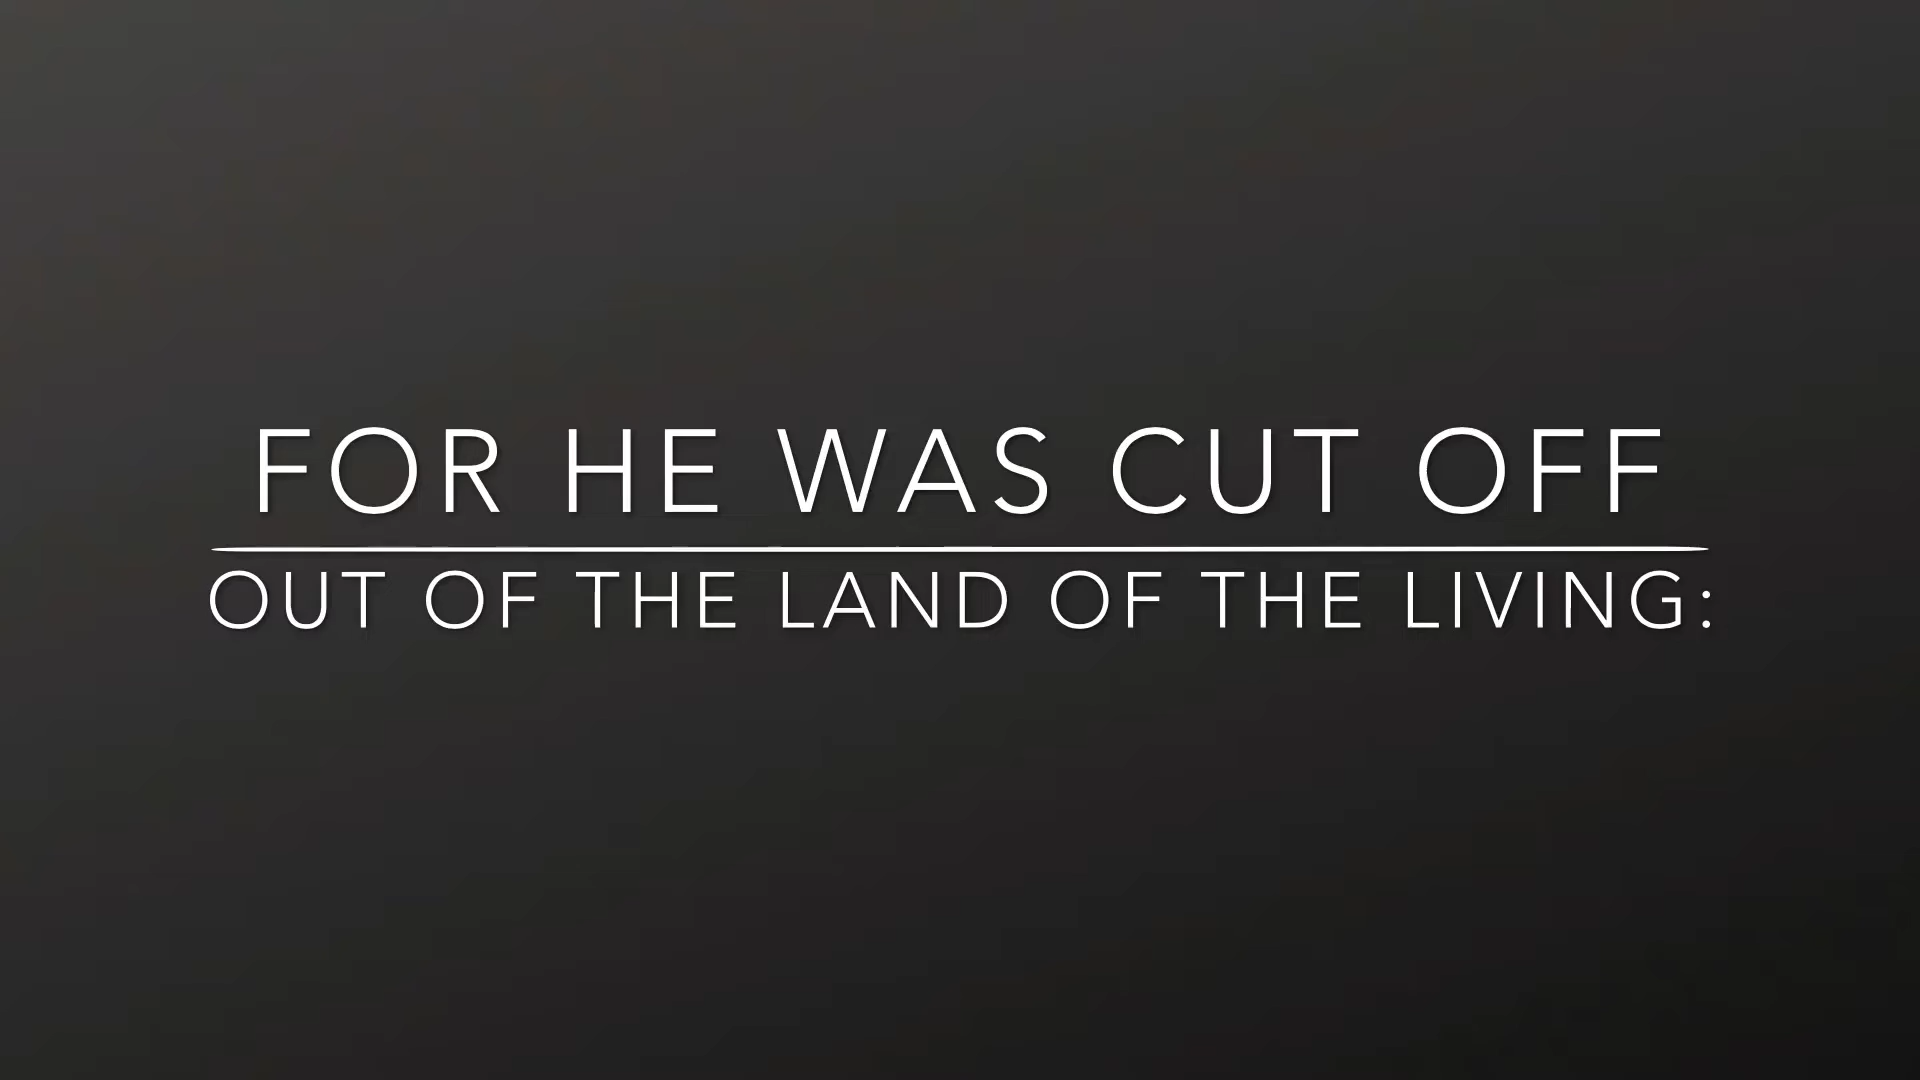 FOR HE WAS CUT OFF
OUT OF THE LAND OF THE LIVING: